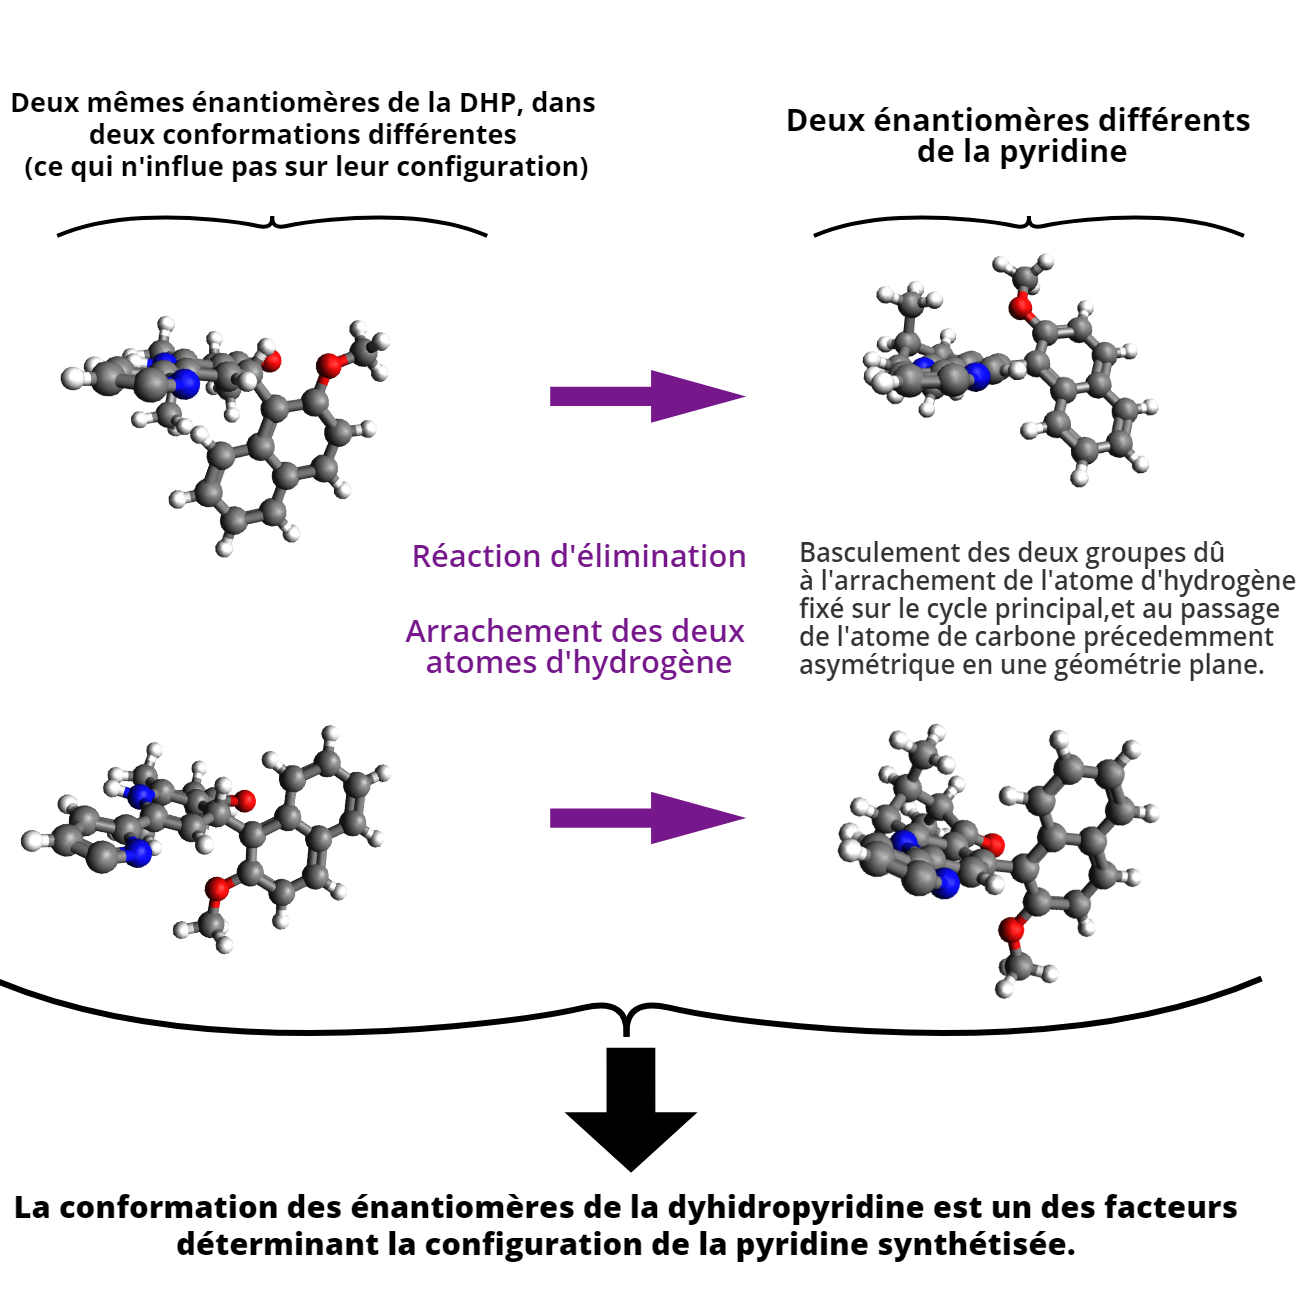 Deux mêmes énantiomères de la DHP, dans
deux conformations différentes
(ce qui n'influe pas sur leur configuration)
Deux énantiomères différents
de la pyridine
Réaction d'élimination
Arrachement des deux
atomes d'hydrogène
Basculement des deux groupes dû
à l'arrachement de l'atome d'hydrogène
fixé sur le cycle principal,et au passage
de l'atome de carbone précedemment
asymétrique en une géométrie plane.
La conformation des énantiomères de la dyhidropyridine est un des facteurs
déterminant la configuration de la pyridine synthétisée.